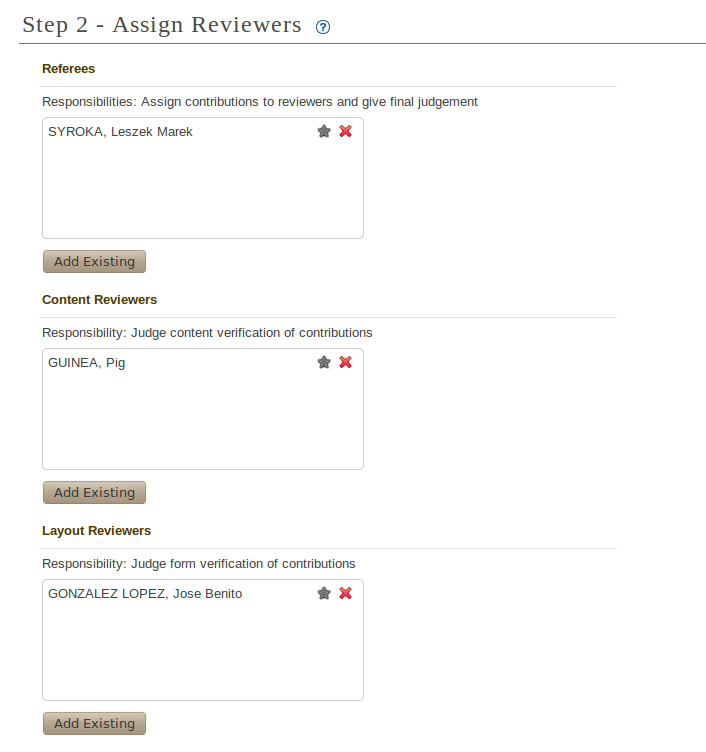 Step 2 - Assign Reviewers ?
Referees
Responsibilities: Assign contributions to reviewers and give final judgement
SYROKA, Leszek Marek
Add Existing
Content Reviewers
Responsibility: Judge content verification of contributions
GUINEA, Pig
Add Existing
Layout Reviewers
Responsibility: Judge form verification of contributions
GONZALEZ LOPEZ, Jose Benito
Add Existing